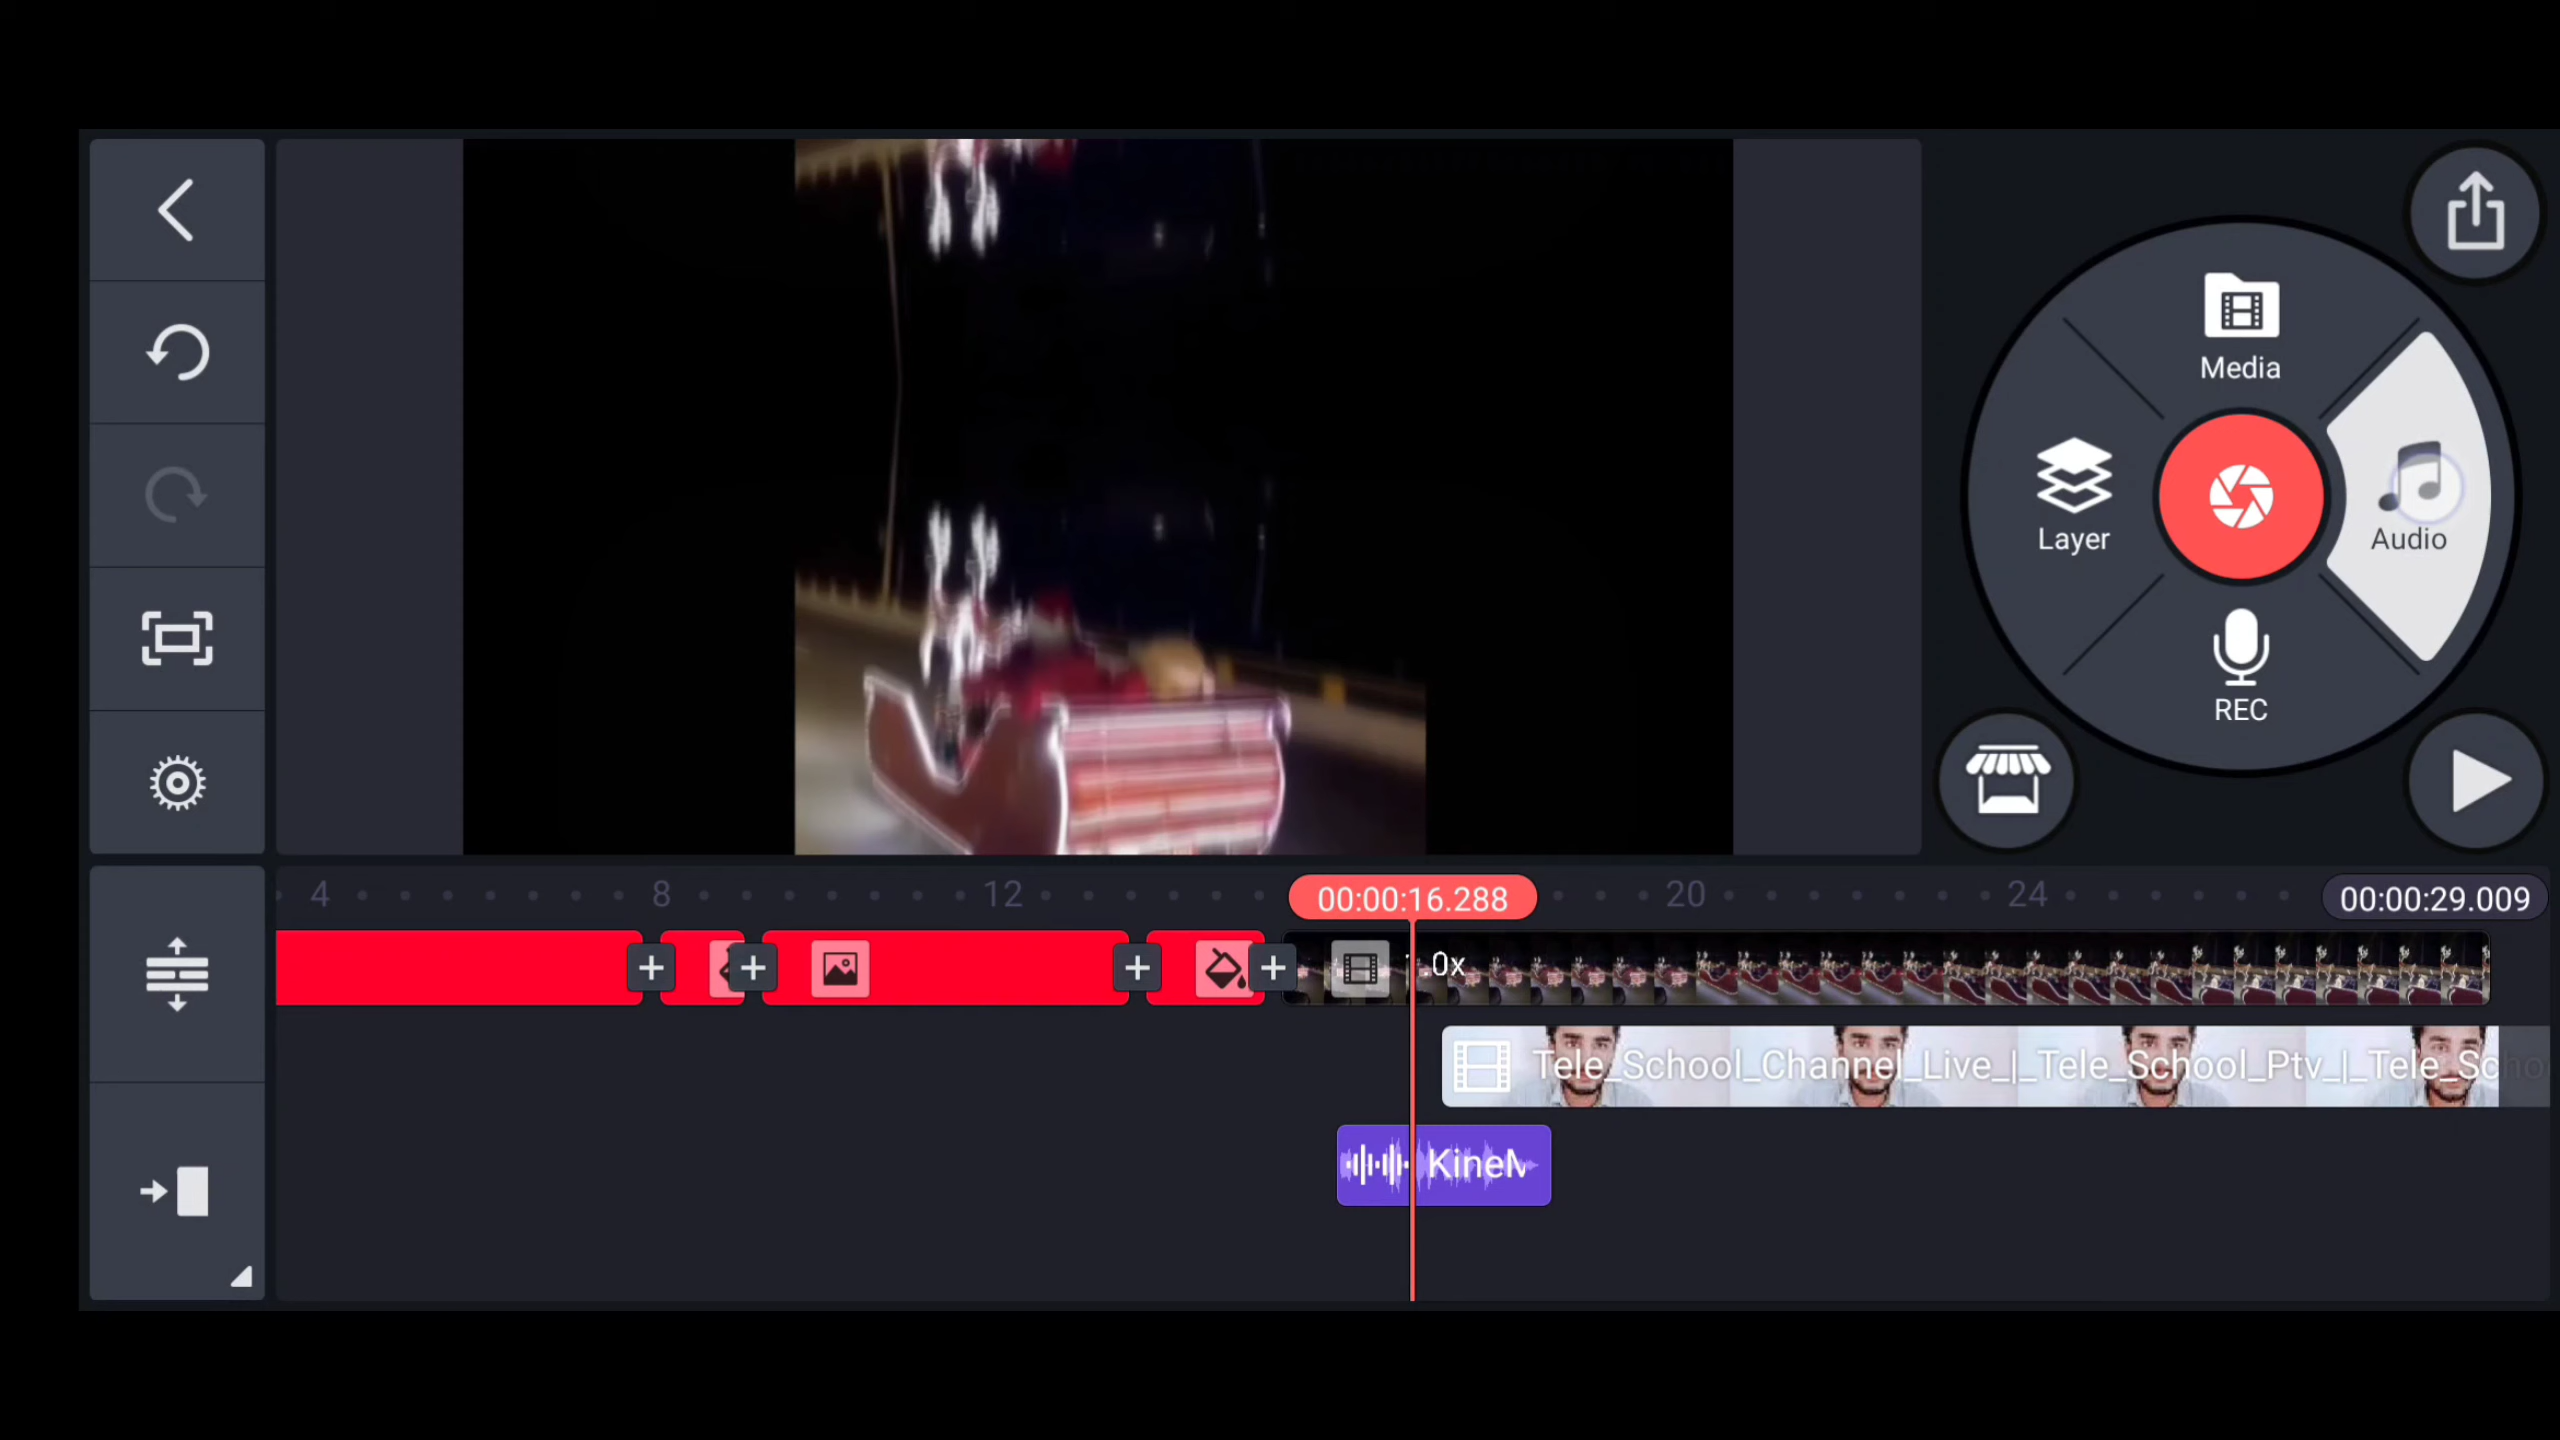 Media
Layer
Audio
REC
4
8
12
00:00:16.288
20
24
00:00:29.009
.0x
Tele_School_Channel_Live_|_Tele_School_Ptv_|_Tele_Scho
KineM